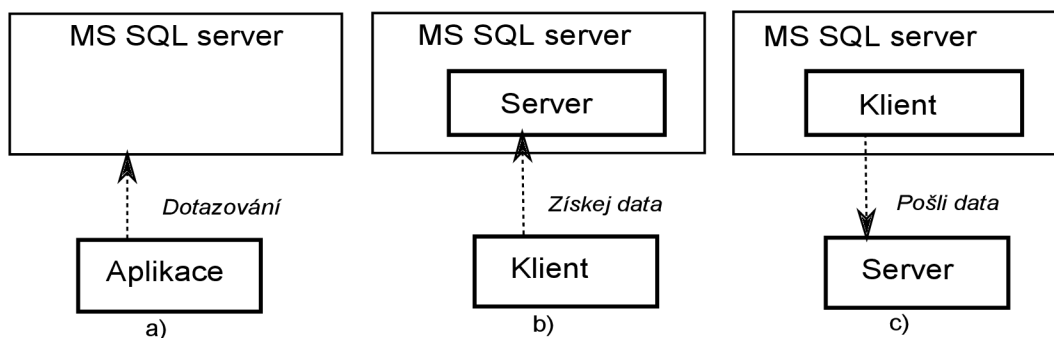 MS SQL server
Dotazování
Aplikace
a)
MS SQL server
Server
Získej data
Klient
b)
MS SQL server
Klient
Pošli data
Server
c)